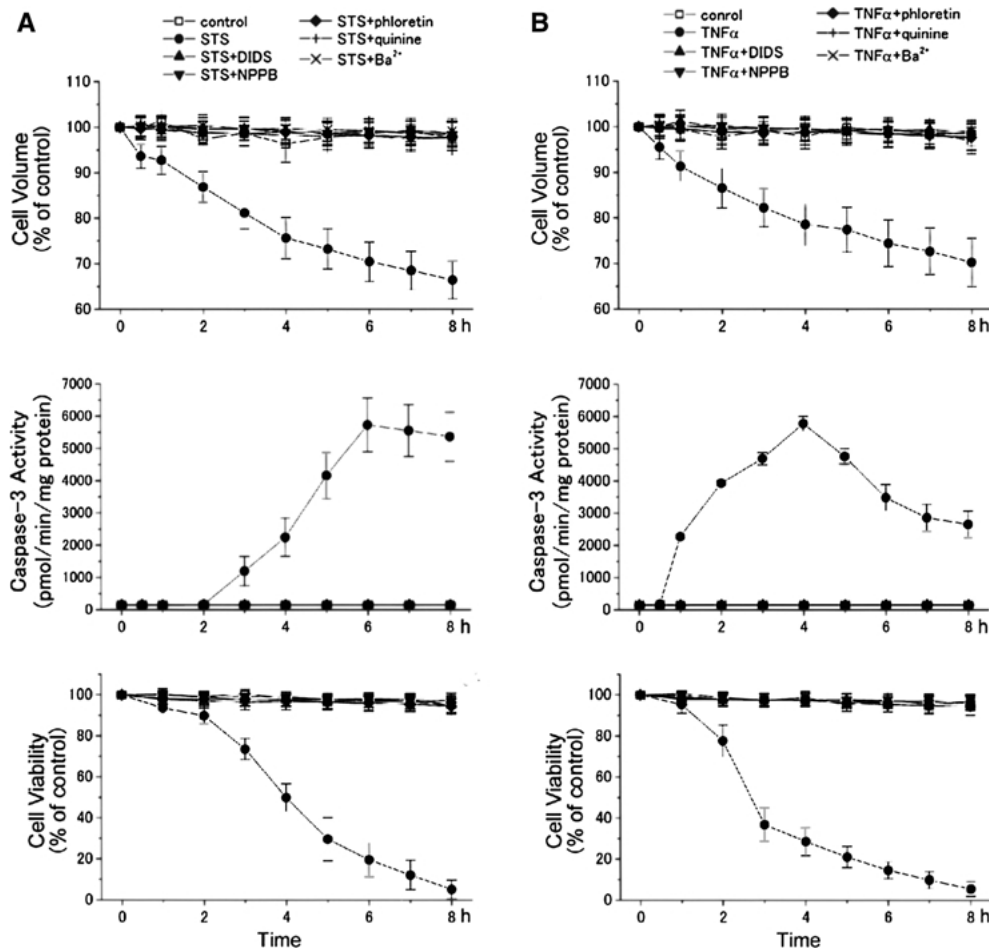 A
control
STS
STS+DIDS
STS+NPPB
STS+phloretin
STS+quinine
STS+Ba²⁺
110
100
90
80
70
60
Cell Volume
(% of control)
0 2 4 6 8 h
7000
6000
5000
4000
3000
2000
1000
0
Caspase-3 Activity
(pmol/min/mg protein)
0 2 4 6 8 h
100
80
60
40
20
0
Cell Viability
(% of control)
0 2 4 6 8 h
Time
B
conrol
TNFα
TNFα+DIDS
TNFα+NPPB
TNFα+phloretin
TNFα+quinine
TNFα+Ba²⁺
110
100
90
80
70
60
Cell Volume
(% of control)
0 2 4 6 8 h
7000
6000
5000
4000
3000
2000
1000
0
Caspase-3 Activity
(pmol/min/mg protein)
0 2 4 6 8 h
100
80
60
40
20
0
Cell Viability
(% of control)
0 2 4 6 8 h
Time